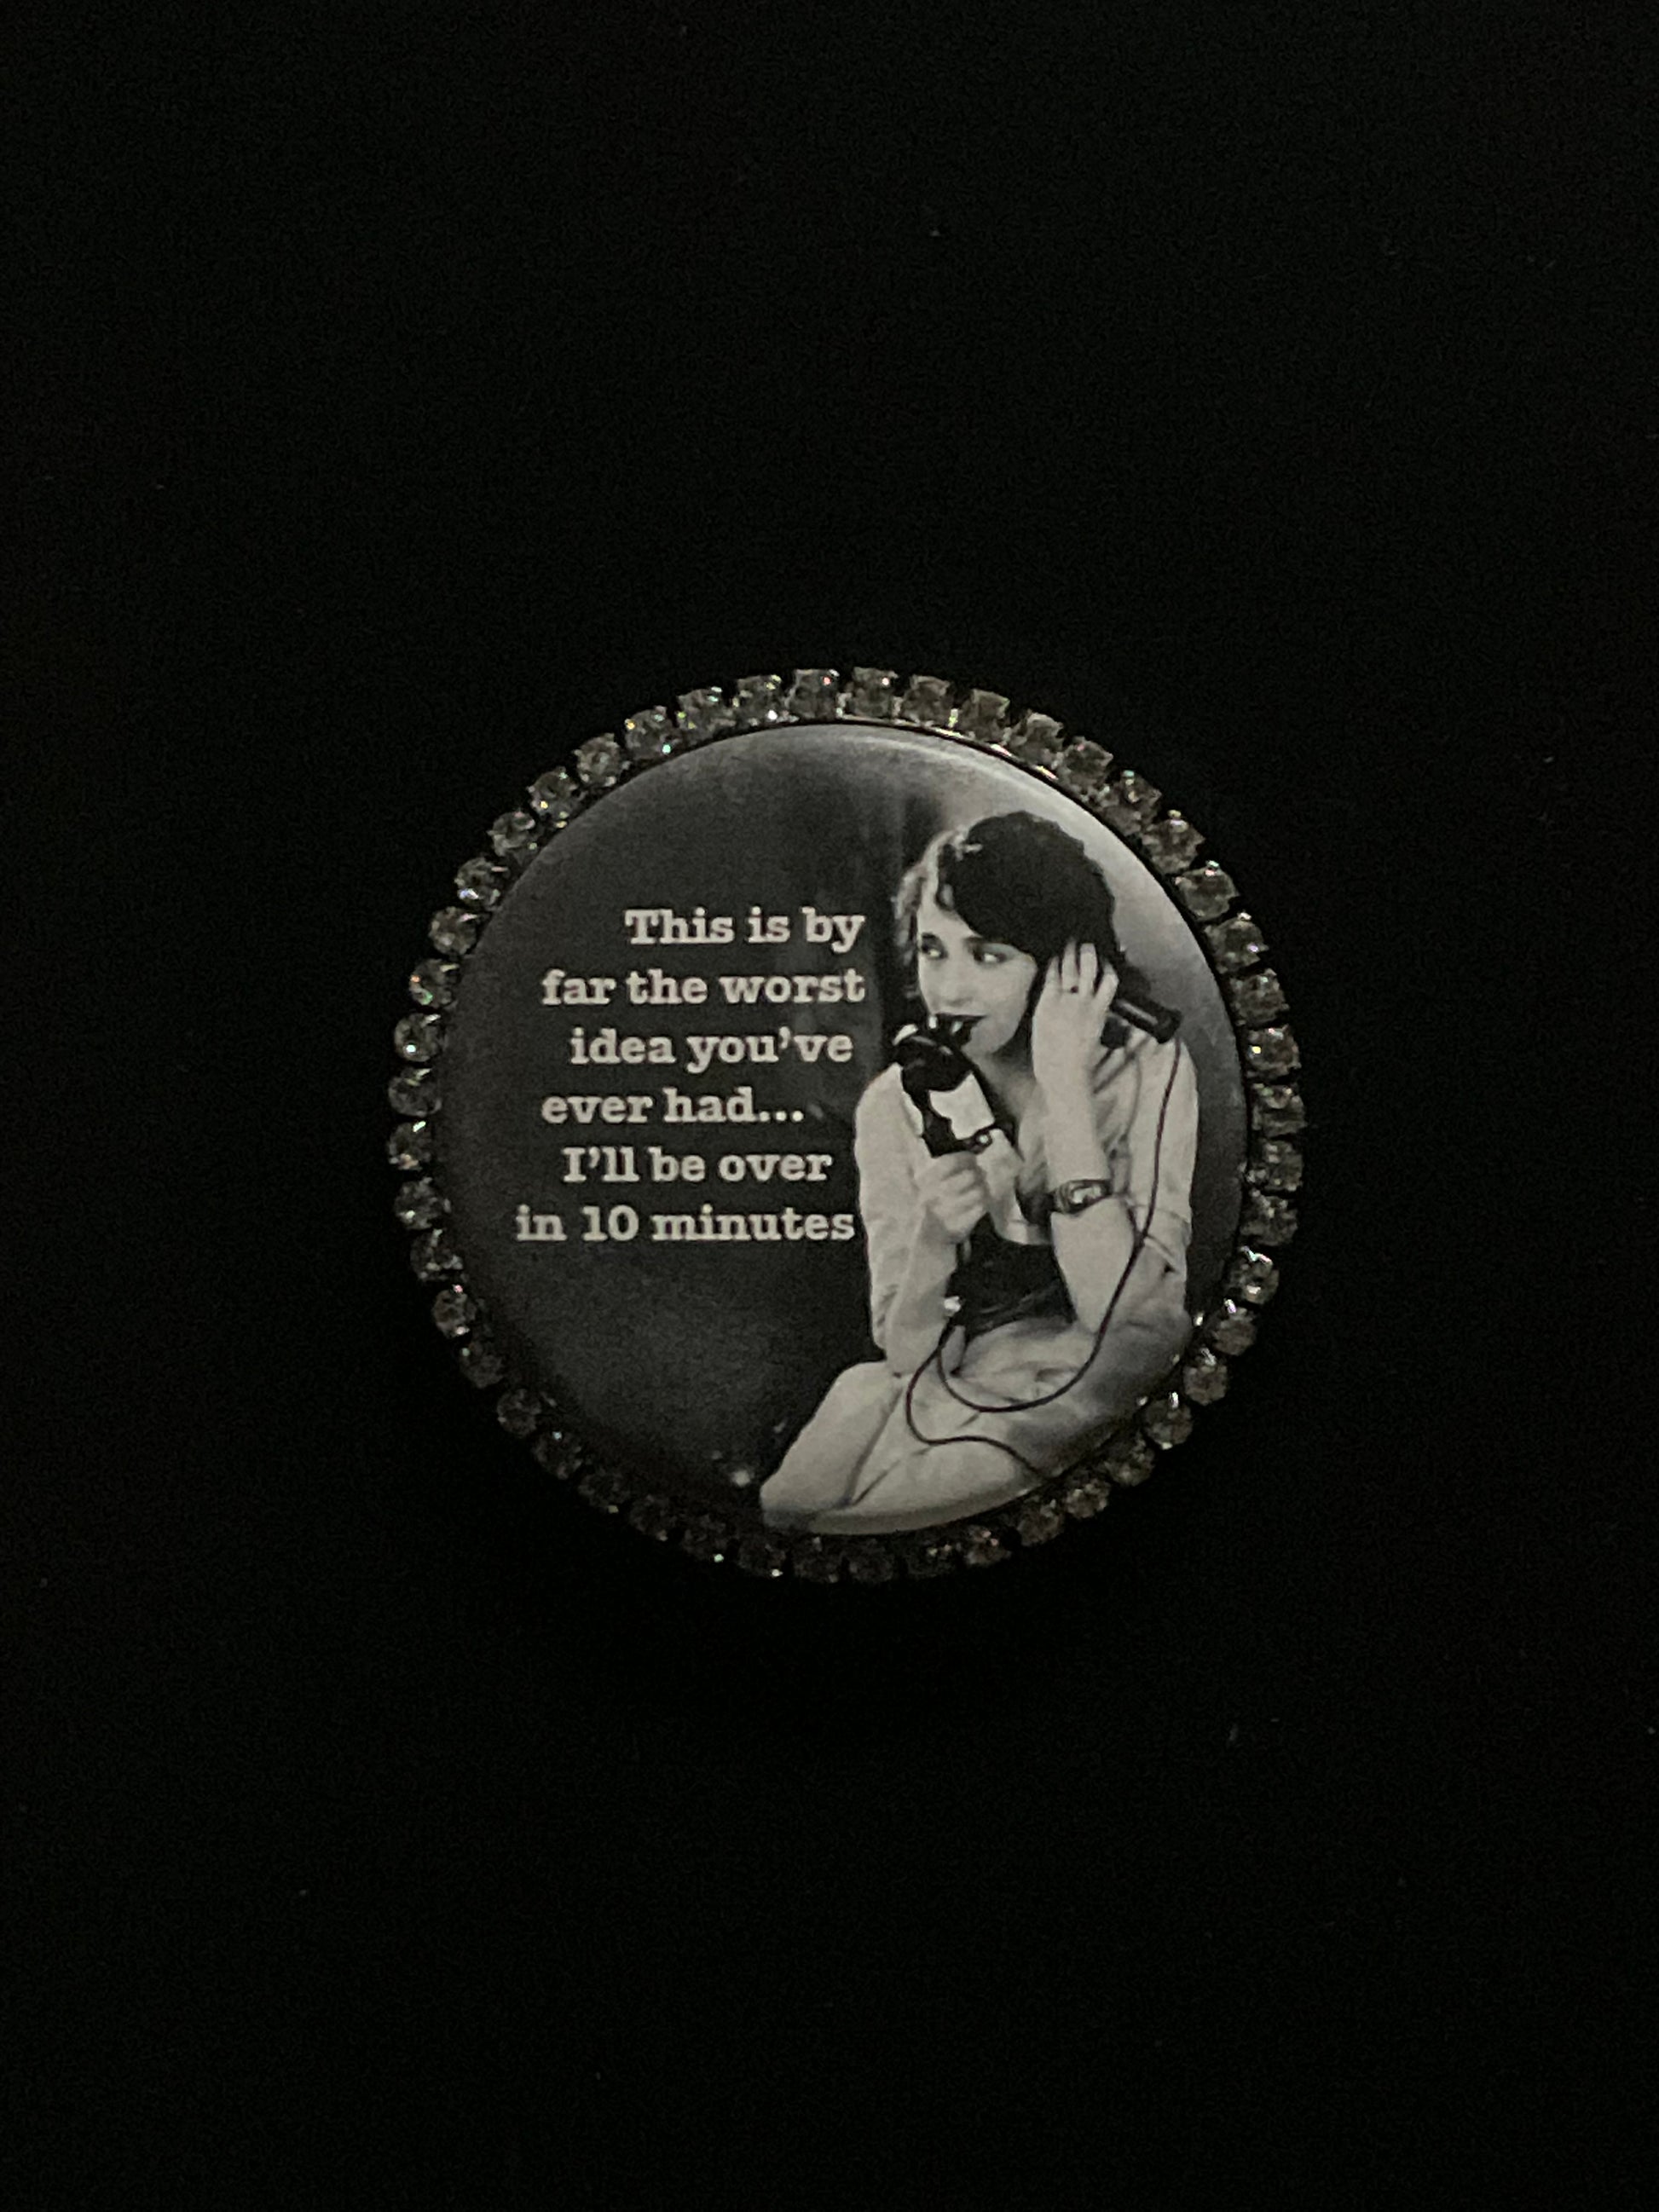 This is by
far the worst
idea you've
ever had...
I'll be over
in 10 minutes